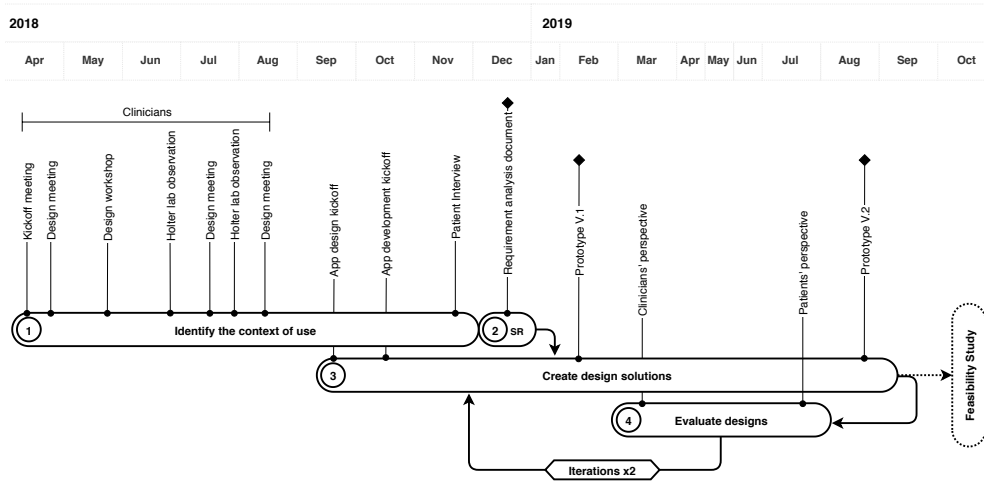 2018
2019
Apr
May
Jun
Jul
Aug
Sep
Oct
Nov
Dec
Jan
Feb
Mar
Apr
May
Jun
Jul
Aug
Sep
Oct
Clinicians
Kickoff meeting
Design meeting
Design workshop
Holter lab observation
Design meeting
Holter lab observation
Design meeting
App design kickoff
App development kickoff
Patient Interview
Requirement analysis document
Prototype V.1
Clinicians' perspective
Patients' perspective
Prototype V.2
1
Identify the context of use
2
SR
3
Create design solutions
4
Evaluate designs
Iterations x2
Feasibility Study